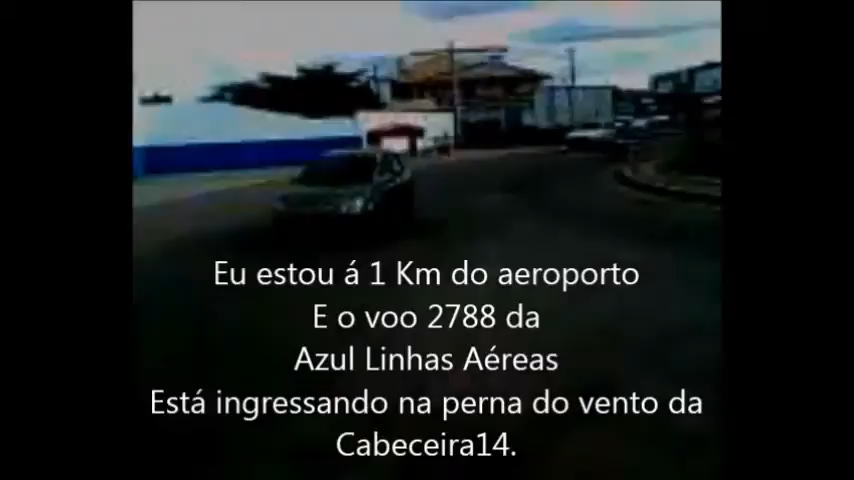 Eu estou á 1 Km do aeroporto
E o voo 2788 da
Azul Linhas Aéreas
Está ingressando na perna do vento da
Cabeceira14.